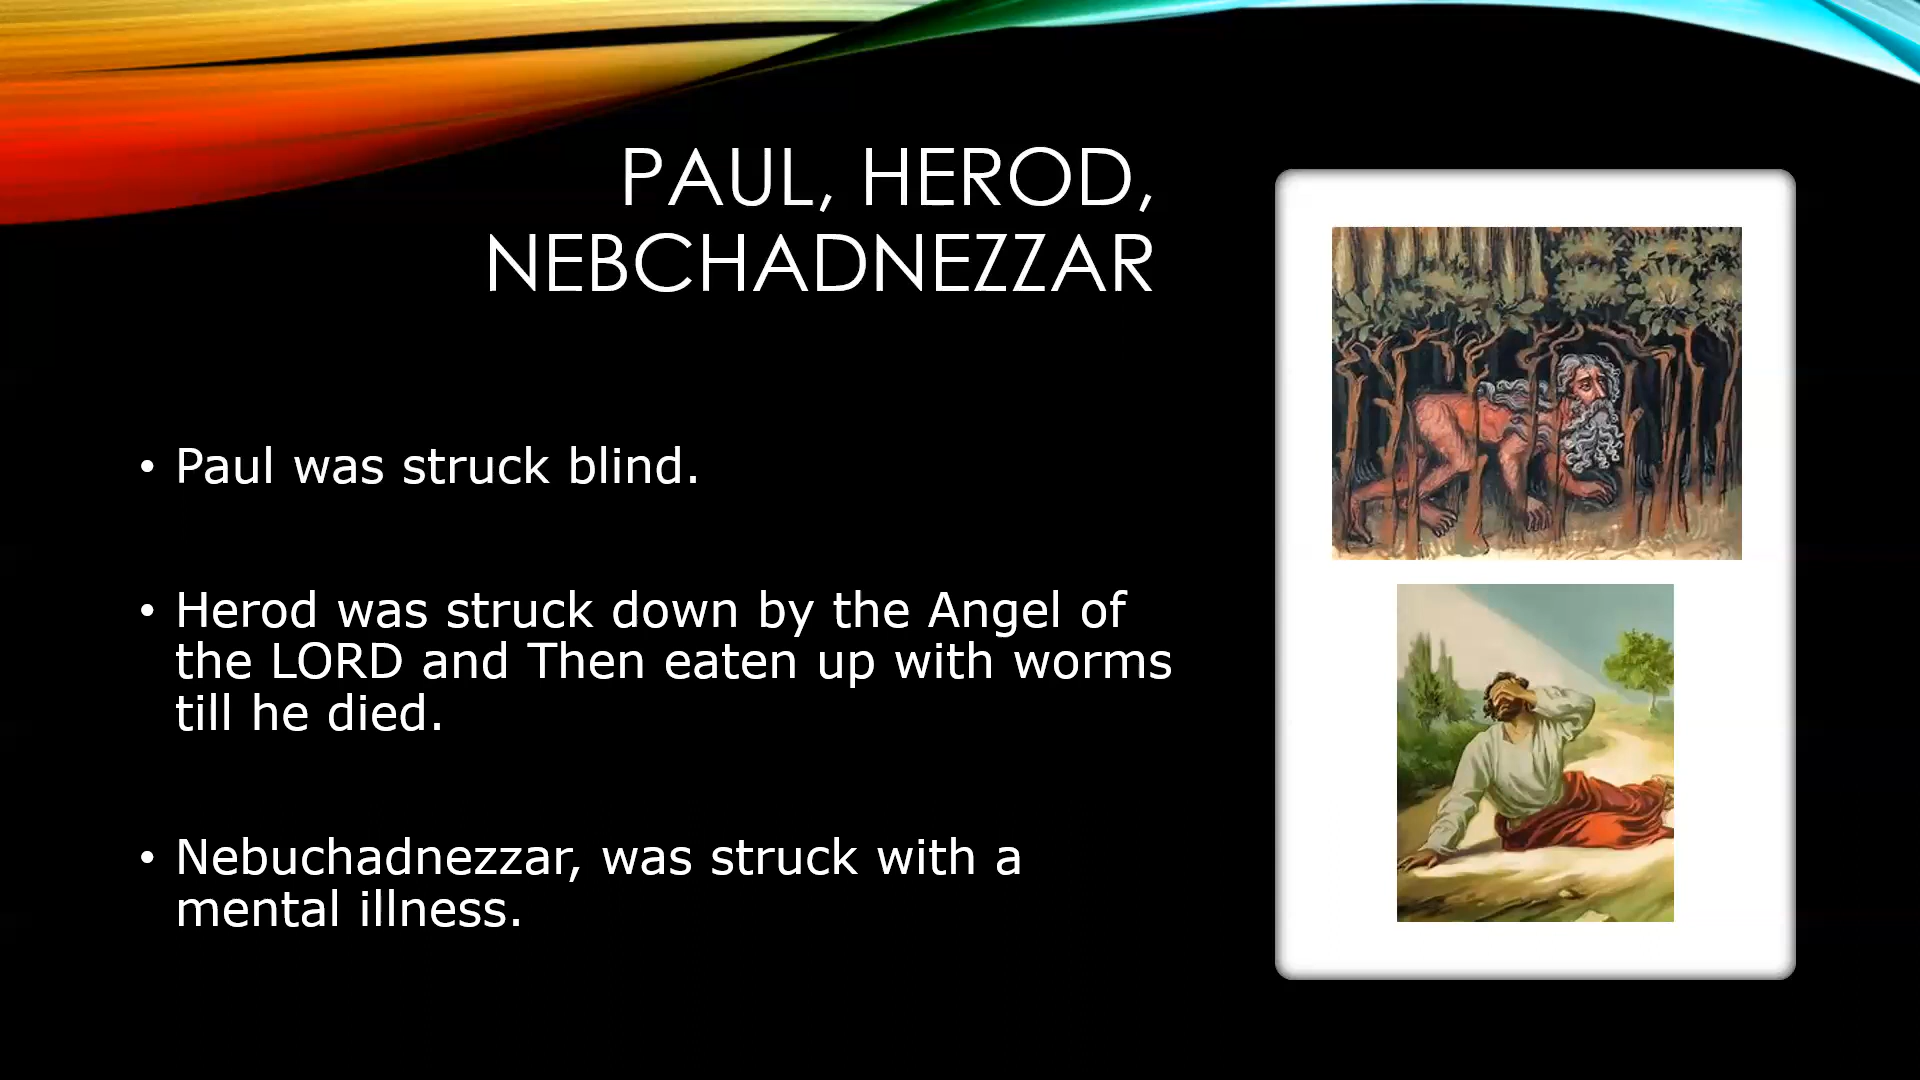 PAUL, HEROD,
NEBCHADNEZZAR
• Paul was struck blind.
• Herod was struck down by the Angel of
the LORD and Then eaten up with worms
till he died.
• Nebuchadnezzar, was struck with a
mental illness.